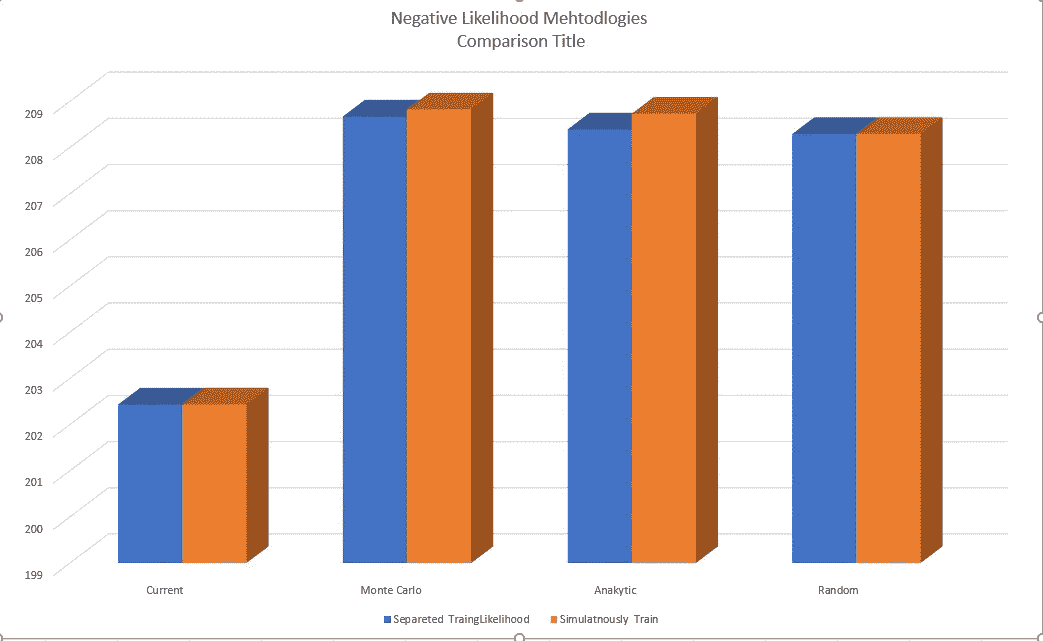 Negative Likelihood Mehtodlogies
Comparison Title
209
208
207
206
205
204
203
202
201
200
199
Current Monte Carlo Anakytic Random
Separeted TraingLikelihood Simulatnously Train